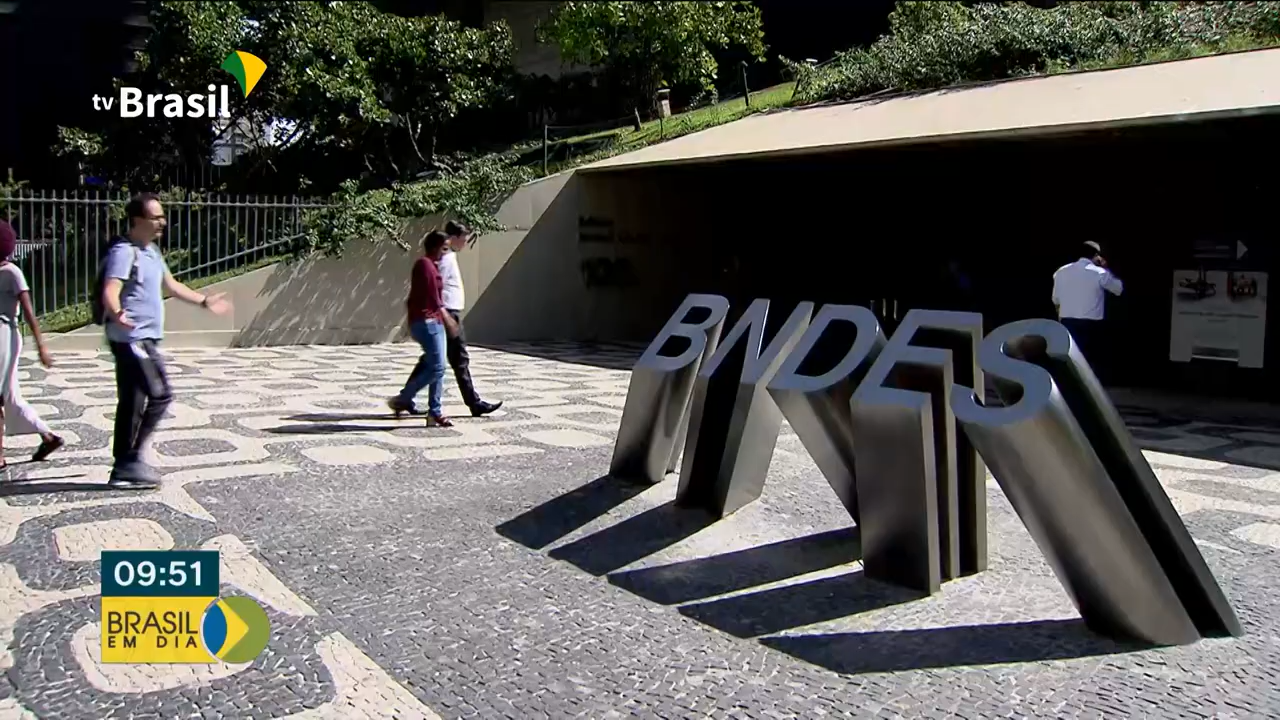 tv Brasil
BNDES
09:51
BRASIL
EM DIA